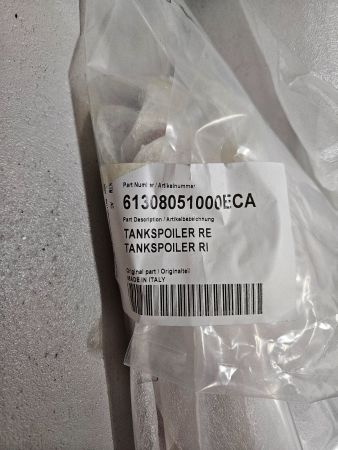 Part Number / Artikelnummer
61308051000ECA
Part Description / Artikelbezeichnung
TANKSPOILER RE
TANKSPOILER RI
Original part / Originalteil
MADE IN ITALY